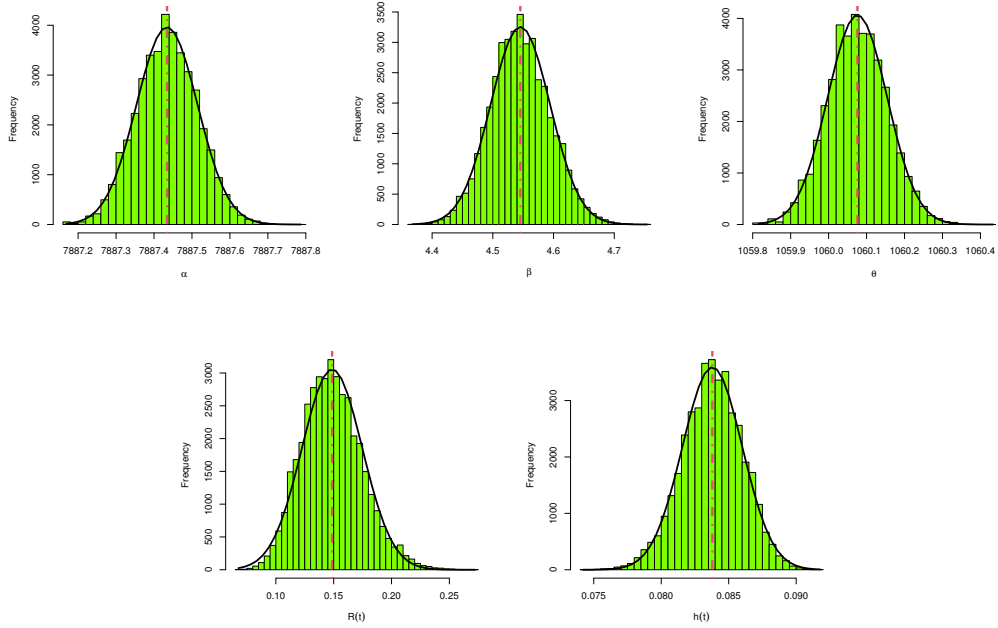 Frequency
0 1000 2000 3000 4000
7887.2 7887.3 7887.4 7887.5 7887.6 7887.7 7887.8
α
Frequency
0 500 1000 1500 2000 2500 3000 3500
4.4 4.5 4.6 4.7
β
Frequency
0 1000 2000 3000 4000
1059.8 1059.9 1060.0 1060.1 1060.2 1060.3 1060.4
θ
Frequency
0 500 1000 1500 2000 2500 3000
0.10 0.15 0.20 0.25
R(t)
Frequency
0 1000 2000 3000
0.075 0.080 0.085 0.090
h(t)